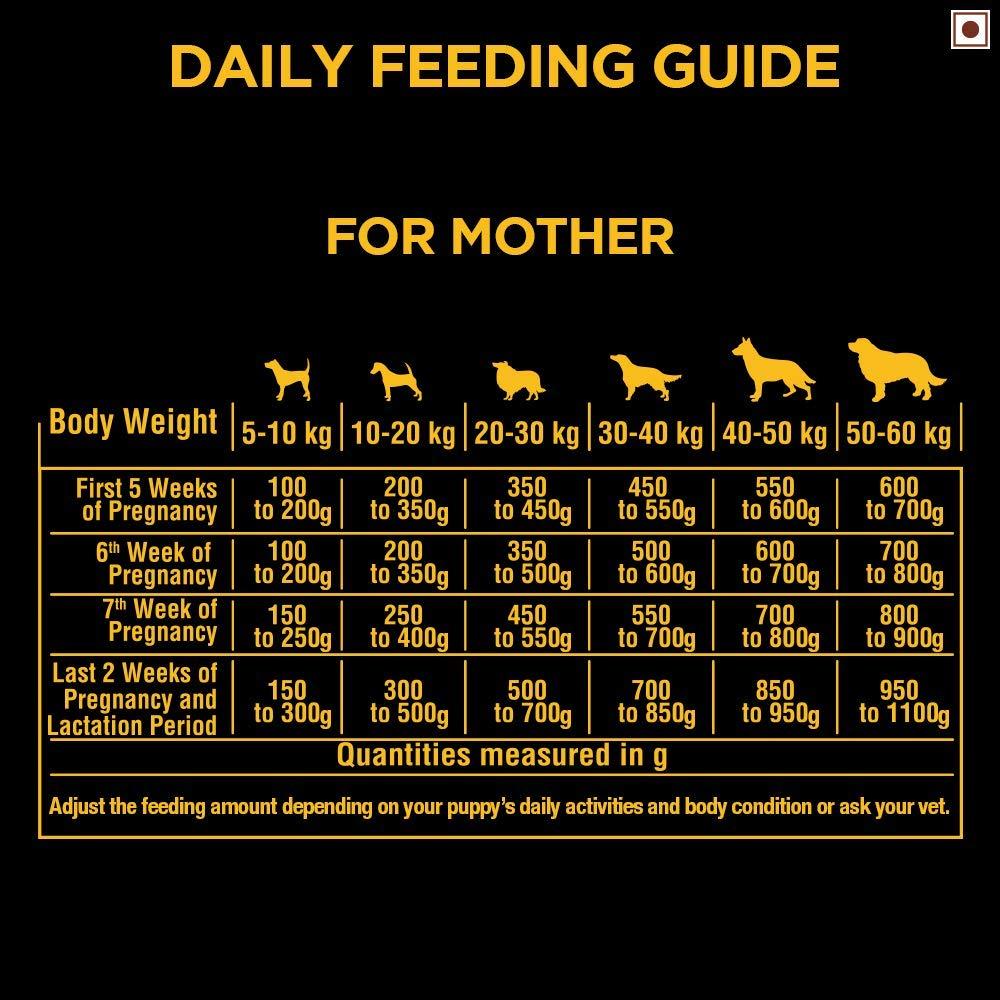 DAILY FEEDING GUIDE
FOR MOTHER
Body Weight 5-10 kg 10-20 kg 20-30 kg 30-40 kg 40-50 kg 50-60 kg
First 5 Weeks 100 200 350 450 550 600
of Pregnancy to 200g to 350g to 450g to 550g to 600g to 700g
6th Week of 100 200 350 500 600 700
Pregnancy to 200g to 350g to 500g to 600g to 700g to 800g
7th Week of 150 250 450 550 700 800
Pregnancy to 250g to 400g to 550g to 700g to 800g to 900g
Last 2 Weeks of
Pregnancy and 150 300 500 700 850 950
Lactation Period to 300g to 500g to 700g to 850g to 950g to 1100g
Quantities measured in g
Adjust the feeding amount depending on your puppy's daily activities and body condition or ask your vet.